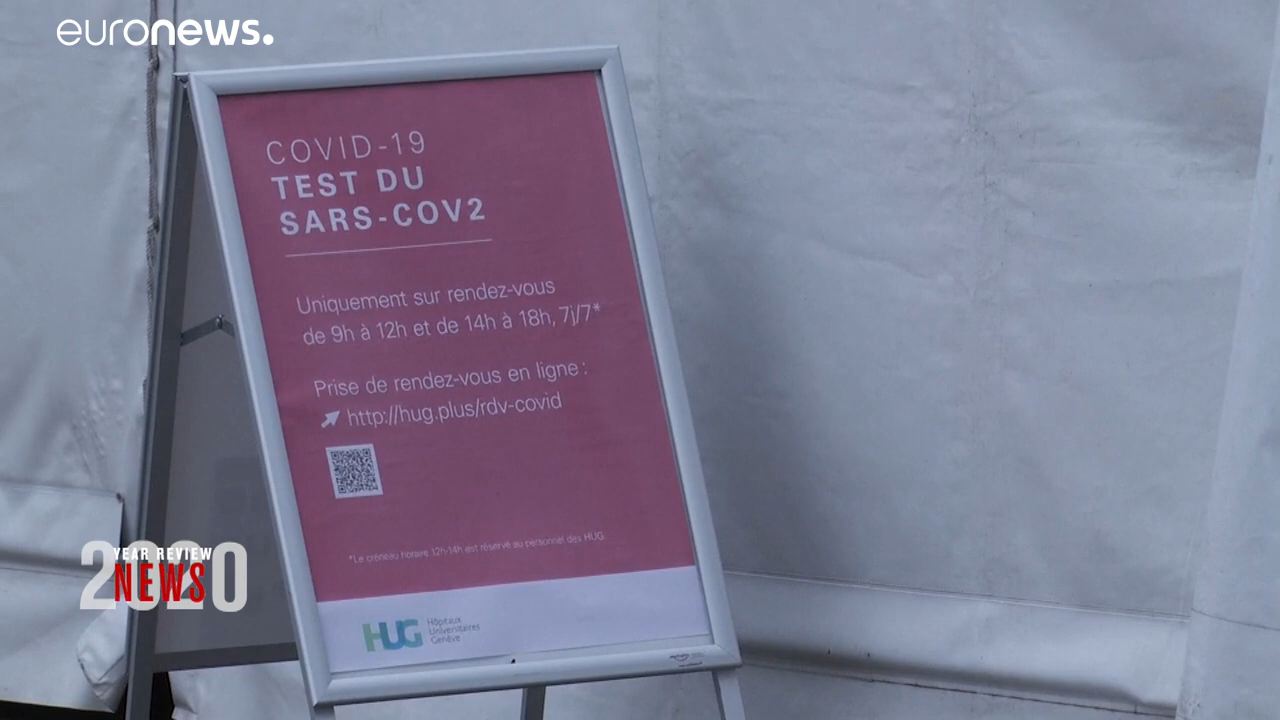 euronews.
COVID-19
TEST DU
SARS-COV2
Uniquement sur rendez-vous
de 9h à 12h et de 14h à 18h, 7j/7*
Prise de rendez-vous en ligne :
http://hug.plus/rdv-covid
*Le créneau horaire 12h-14h est réservé au personnel des HUG.
HUG
Hôpitaux
Universitaires
Genève
2020
YEAR REVIEW
NEWS